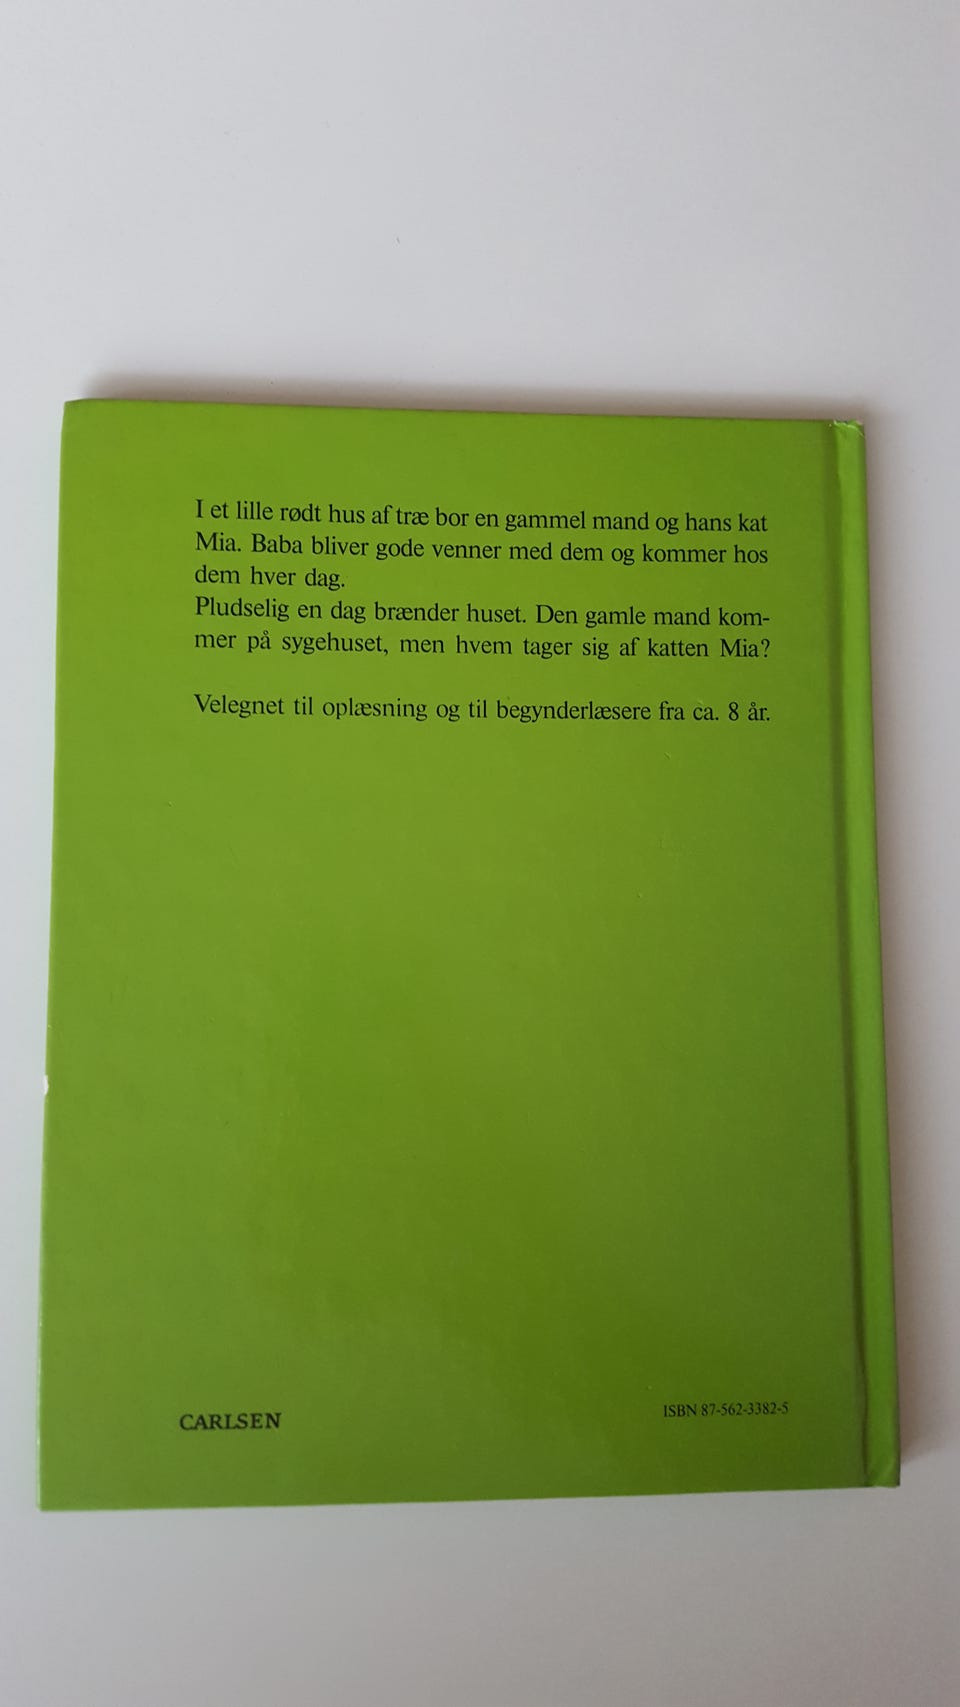 I et lille rødt hus af træ bor en gammel mand og hans kat
Mia. Baba bliver gode venner med dem og kommer hos
dem hver dag.
Pludselig en dag brænder huset. Den gamle mand kom-
mer på sygehuset, men hvem tager sig af katten Mia?
Velegnet til oplæsning og til begynderlæsere fra ca. 8 år.
CARLSEN
ISBN 87-562-3382-5